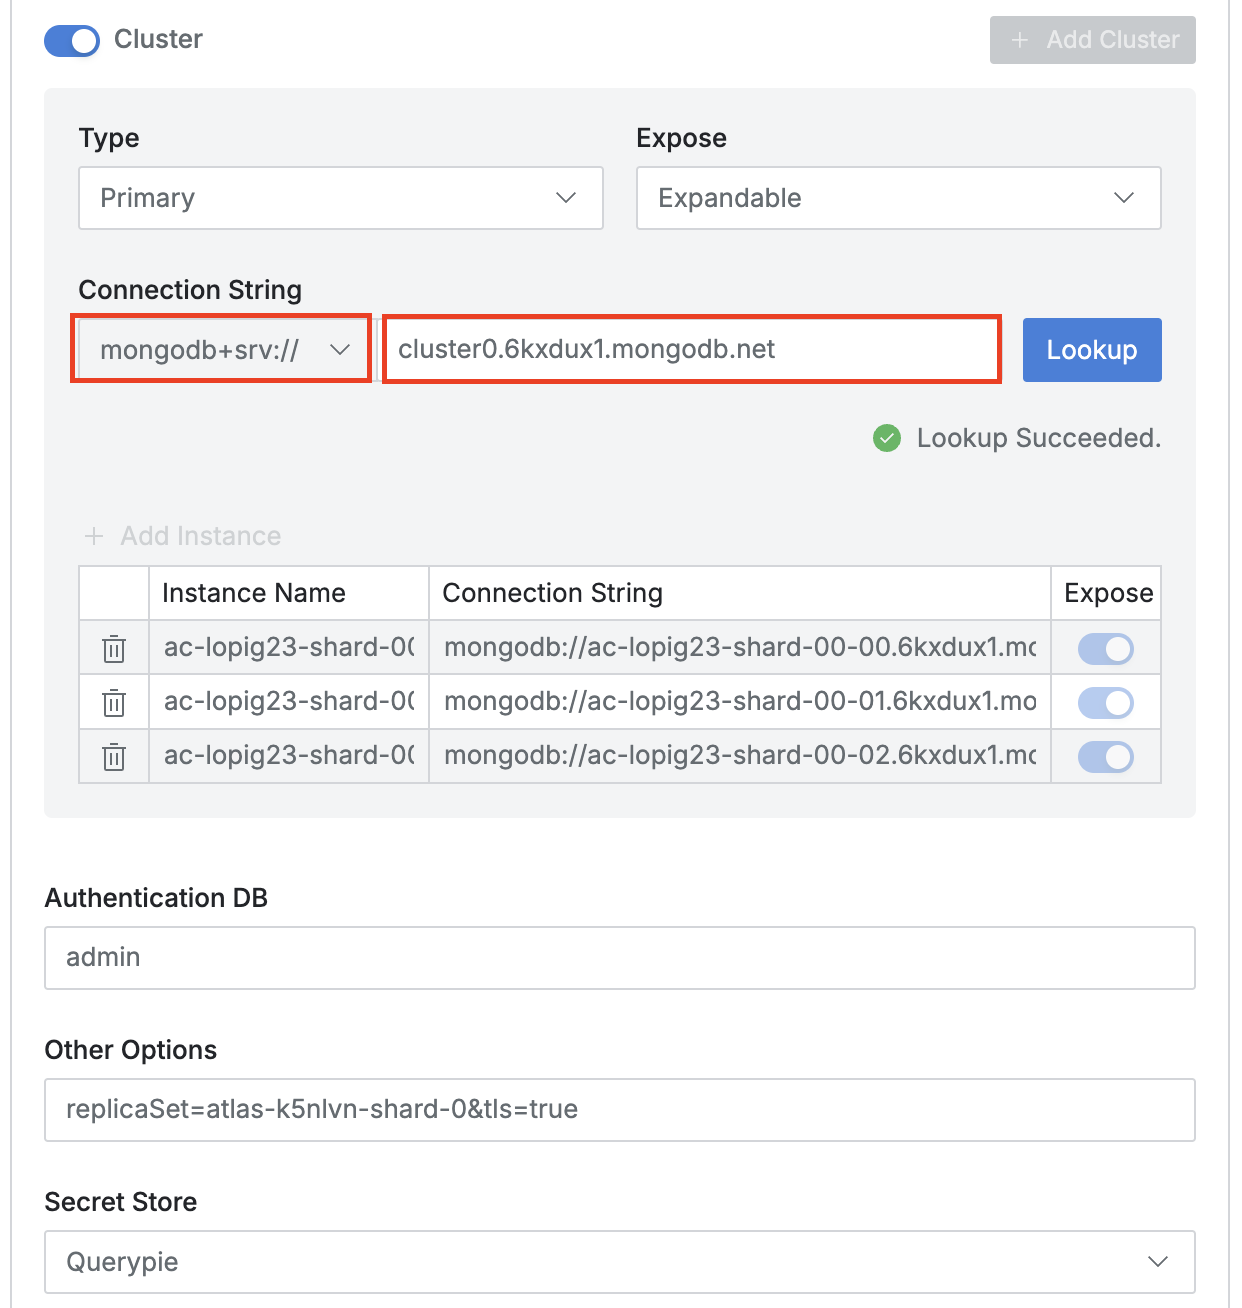 Cluster
+ Add Cluster
Type
Expose
Primary
Expandable
Connection String
mongodb+srv://
cluster0.6kxdux1.mongodb.net
Lookup
Lookup Succeeded.
+ Add Instance
Instance Name Connection String Expose
ac-lopig23-shard-00 mongodb://ac-lopig23-shard-00-00.6kxdux1.mo
ac-lopig23-shard-00 mongodb://ac-lopig23-shard-00-01.6kxdux1.mo
ac-lopig23-shard-00 mongodb://ac-lopig23-shard-00-02.6kxdux1.mo
Authentication DB
admin
Other Options
replicaSet=atlas-k5nlvn-shard-0&tls=true
Secret Store
Querypie